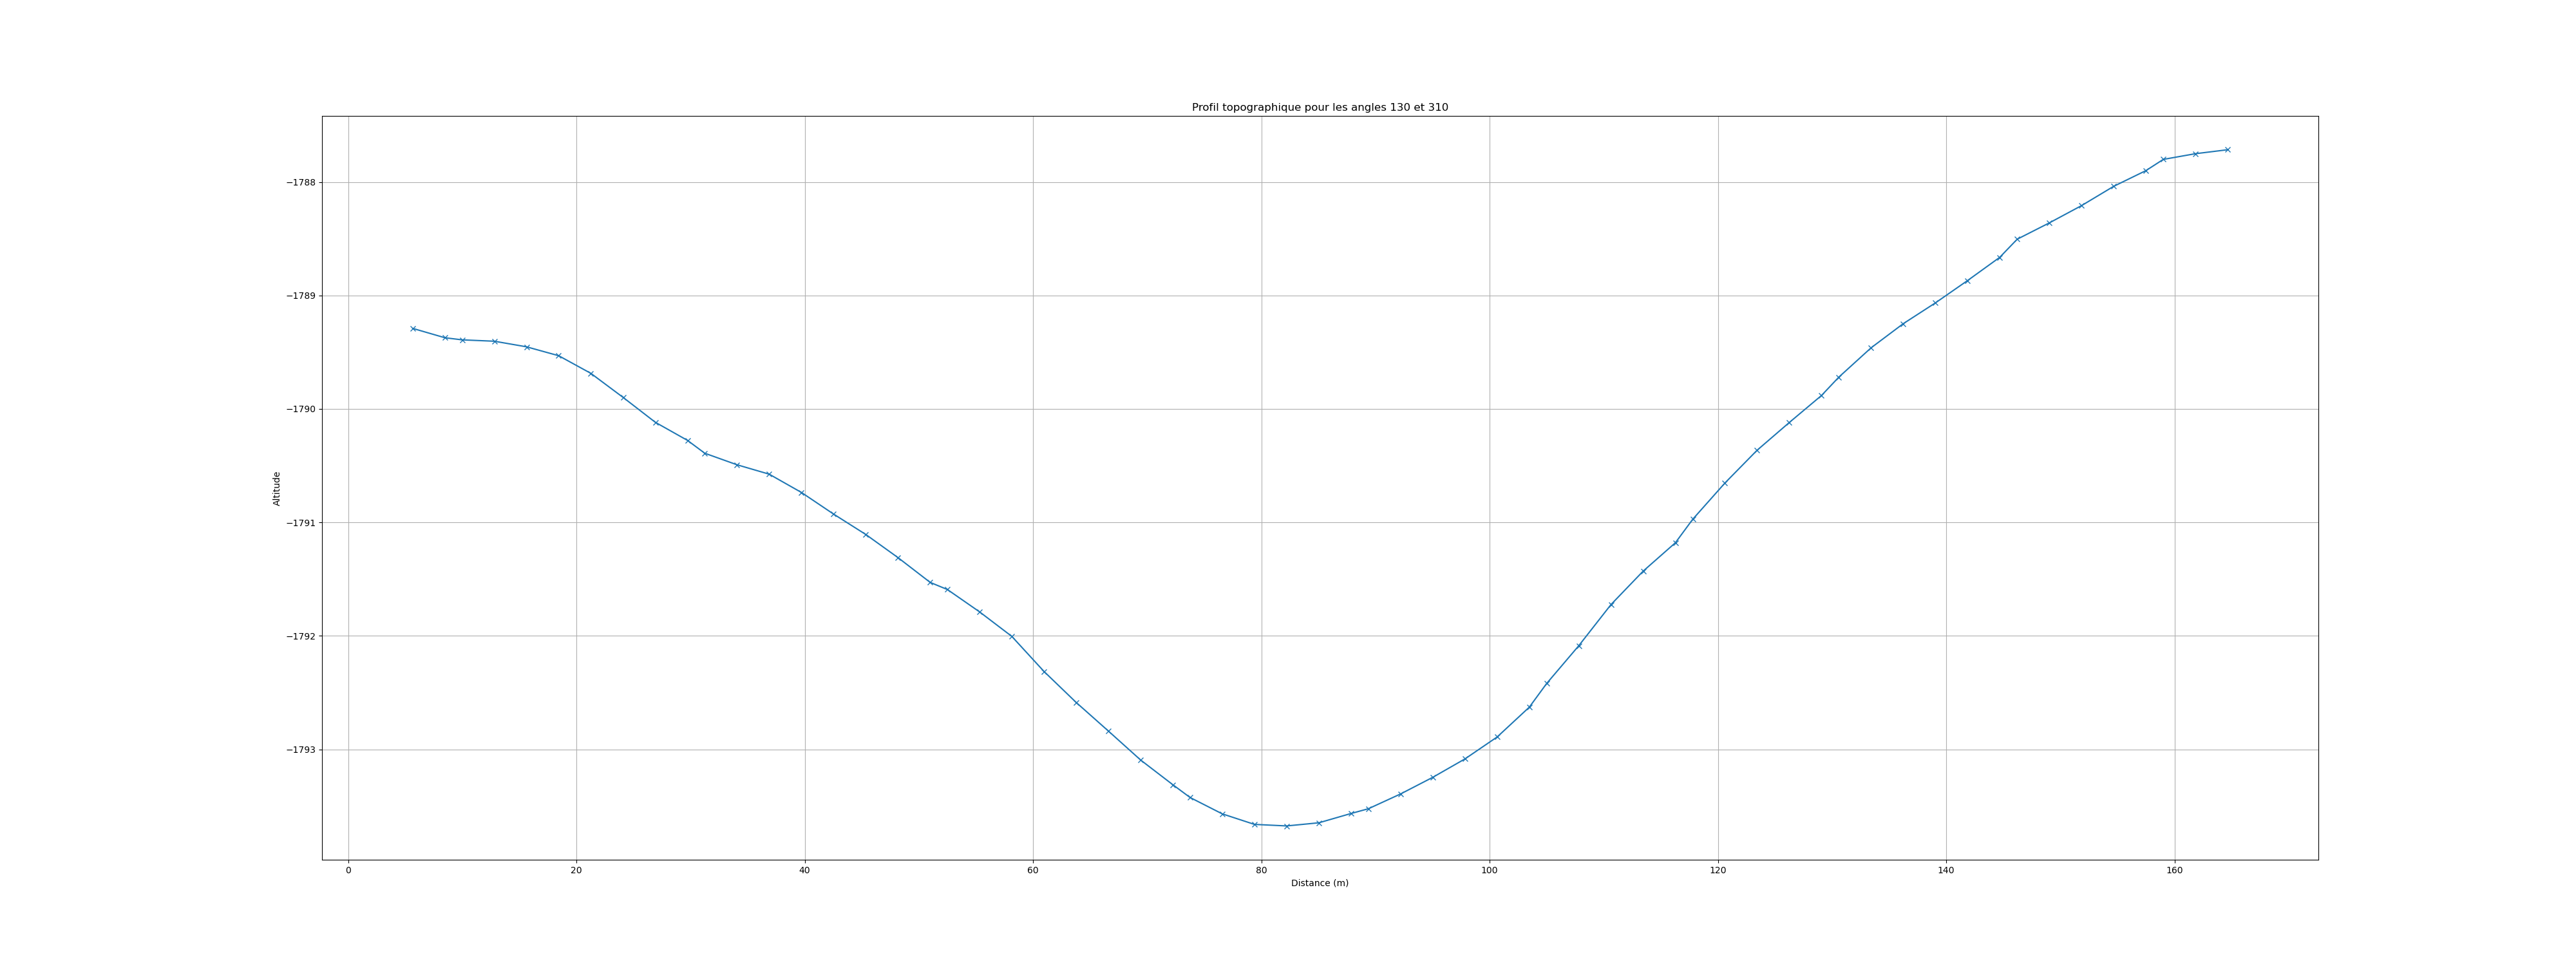 Profil topographique pour les angles 130 et 310
−1788
−1789
−1790
−1791
−1792
−1793
Altitude
0 20 40 60 80 100 120 140 160
Distance (m)